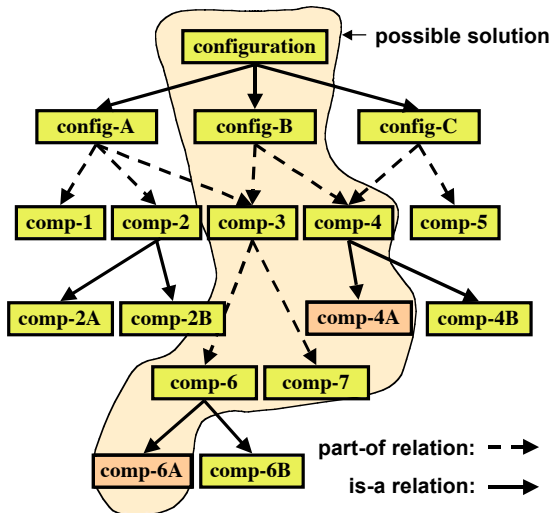 configuration
possible solution
config-A
config-B
config-C
comp-1
comp-2
comp-3
comp-4
comp-5
comp-2A
comp-2B
comp-4A
comp-4B
comp-6
comp-7
comp-6A
comp-6B
part-of relation:
is-a relation: